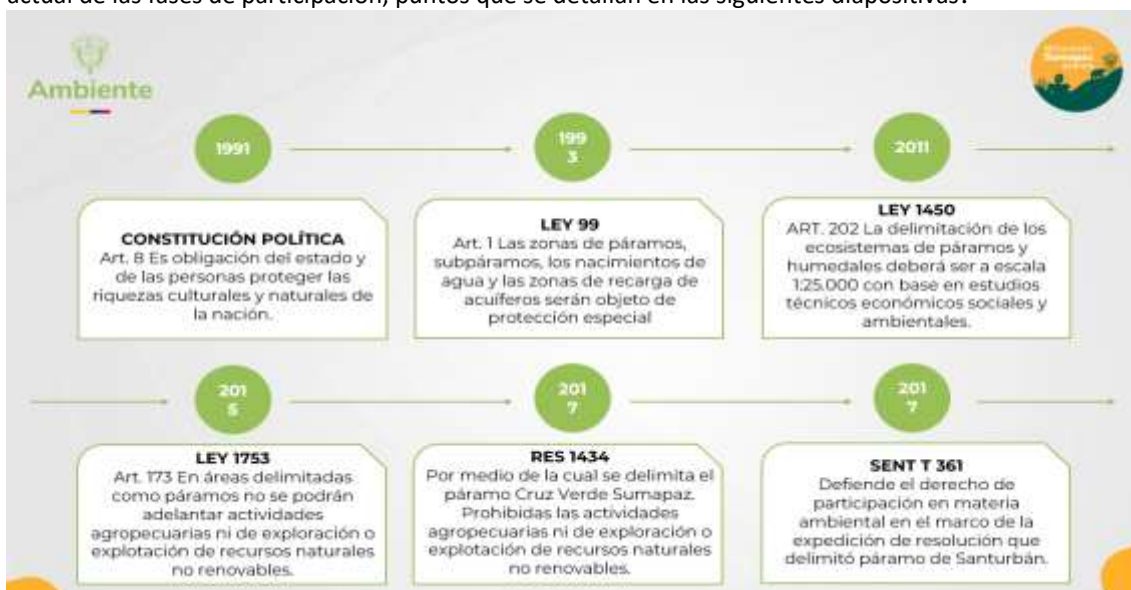 actual de las fases de participación, puntos que se detallan en las siguientes diapositivas.
Ambiente
1991
199
3
2011
CONSTITUCIÓN POLÍTICA
Art. 8 Es obligación del estado y
de las personas proteger las
riquezas culturales y naturales de
la nación.
LEY 99
Art. 1 Las zonas de páramos,
subpáramos, los nacimientos de
agua y las zonas de recarga de
acuíferos serán objeto de
protección especial
LEY 1450
ART. 202 La delimitación de los
ecosistemas de páramos y
humedales deberá ser a escala
1:25.000 con base en estudios
técnicos económicos sociales y
ambientales.
201
5
201
7
201
7
LEY 1753
Art. 173 En áreas delimitadas
como páramos no se podrán
adelantar actividades
agropecuarias ni de exploración o
explotación de recursos naturales
no renovables.
RES 1434
Por medio de la cual se delimita el
páramo Cruz Verde Sumapaz.
Prohibidas las actividades
agropecuarias ni de exploración o
explotación de recursos naturales
no renovables.
SENT T 361
Defiende el derecho de
participación en materia
ambiental en el marco de la
expedición de resolución que
delimitó páramo de Santurbán.